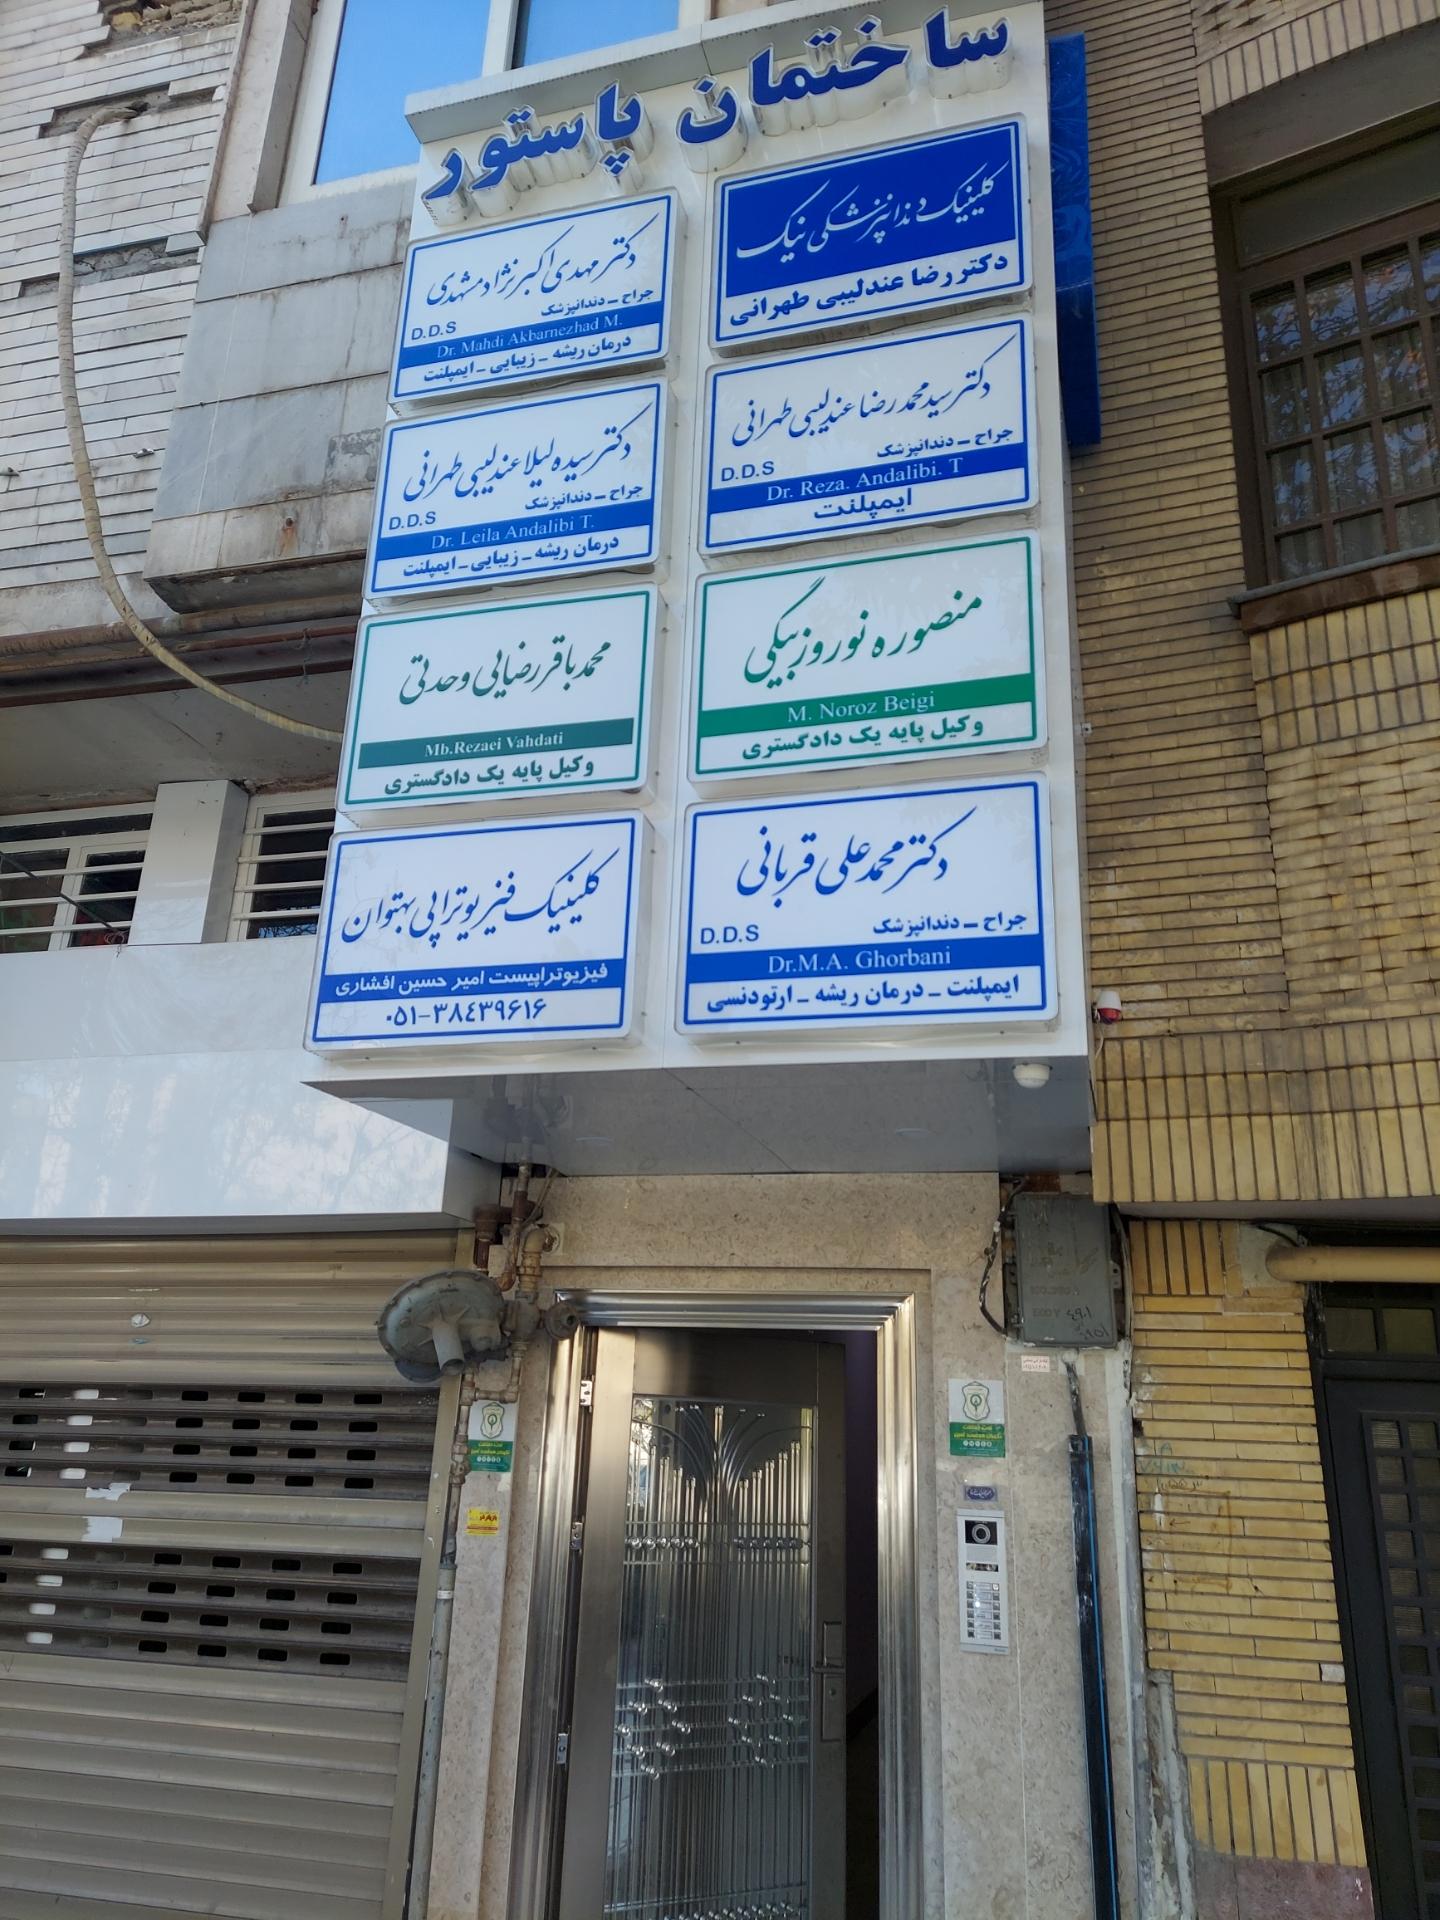 ساختمان پاستور
کلینیک دندانپزشکی نیک
دکتر رضا عندلیبی طهرانی
دکتر مهدی اکبرنژاد مشهدی
جراح - دندانپزشک
D.D.S
Dr. Mahdi Akbarnezhad M.
درمان ریشه - زیبایی - ایمپلنت
دکتر سید محمدرضا عندلیبی طهرانی
جراح - دندانپزشک
D.D.S
Dr. Reza. Andalibi. T
ایمپلنت
دکتر سیده لیلا عندلیبی طهرانی
جراح - دندانپزشک
D.D.S
Dr. Leila Andalibi T.
درمان ریشه - زیبایی - ایمپلنت
منصوره نوروزبیگی
M. Noroz Beigi
وکیل پایه یک دادگستری
محمدباقر رضایی وحدتی
Mb.Rezaei Vahdati
وکیل پایه یک دادگستری
دکتر محمدعلی قربانی
جراح - دندانپزشک
D.D.S
Dr.M.A. Ghorbani
ایمپلنت - درمان ریشه - ارتودنسی
کلینیک فیزیوتراپی بهتوان
فیزیوتراپیست امیر حسین افشاری
۰۵۱-۳۸۴۳۹۶۱۶